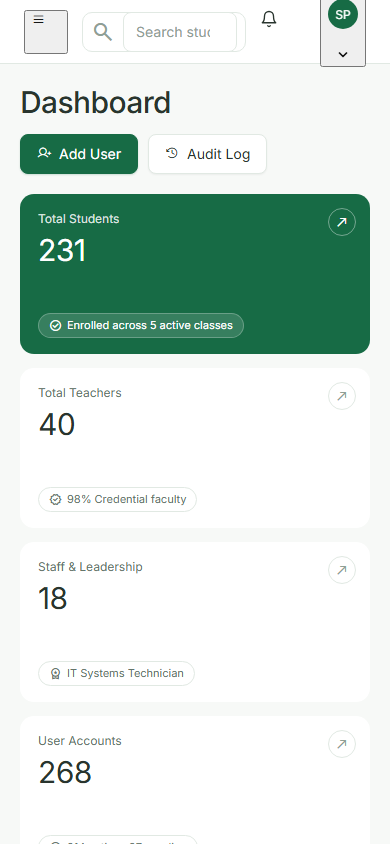 Search stud
SP
Dashboard
Add User
Audit Log
Total Students
231
Enrolled across 5 active classes
Total Teachers
40
98% Credential faculty
Staff & Leadership
18
IT Systems Technician
User Accounts
268